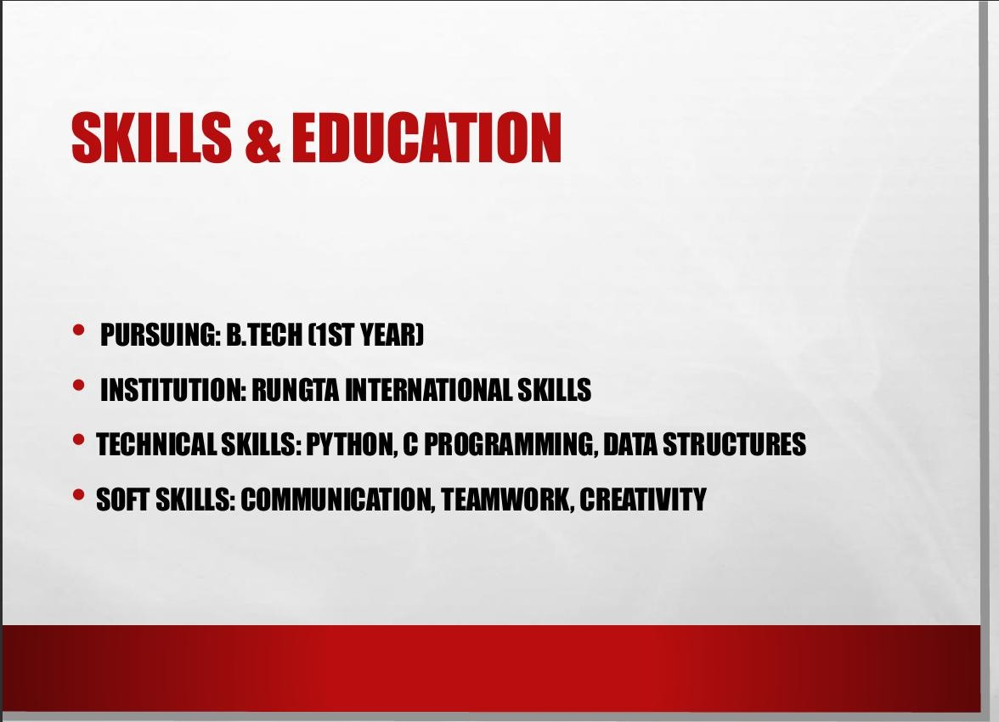 SKILLS & EDUCATION
• PURSUING: B.TECH (1ST YEAR)
• INSTITUTION: RUNGTA INTERNATIONAL SKILLS
• TECHNICAL SKILLS: PYTHON, C PROGRAMMING, DATA STRUCTURES
• SOFT SKILLS: COMMUNICATION, TEAMWORK, CREATIVITY